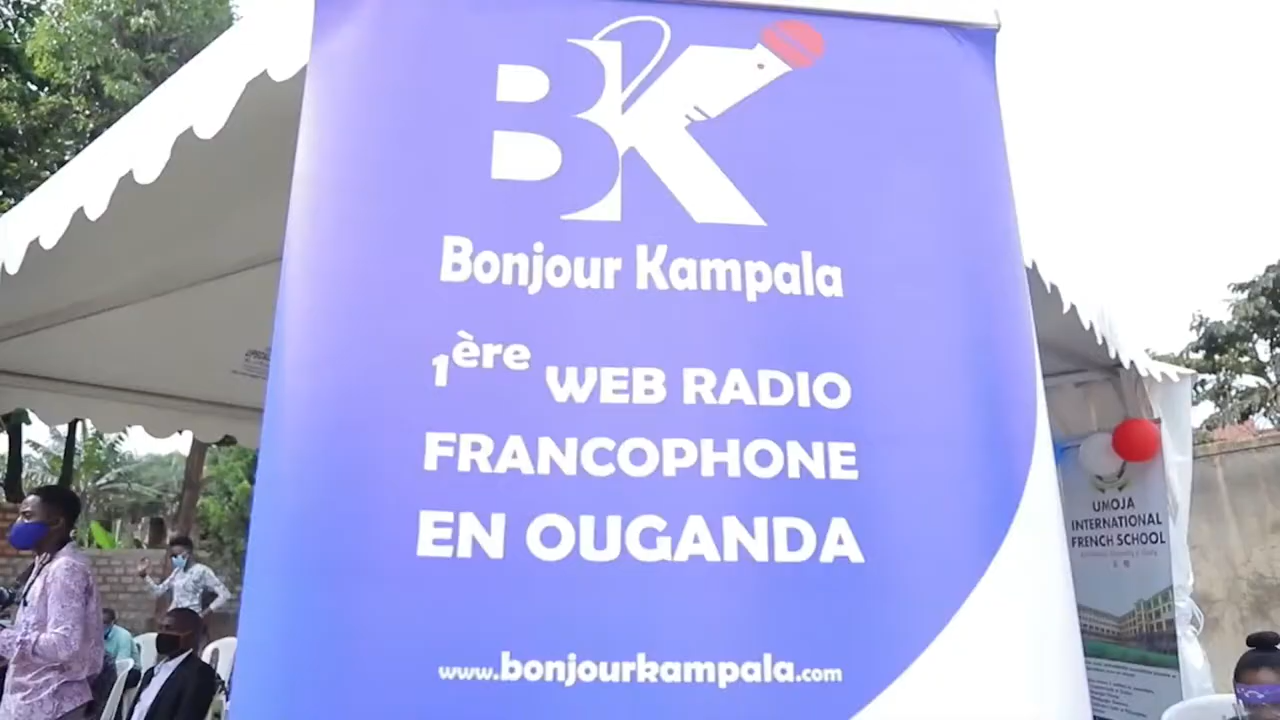 BK
Bonjour Kampala
1ère WEB RADIO
FRANCOPHONE
EN OUGANDA
www.bonjourkampala.com
UMOJA
INTERNATIONAL
FRENCH SCHOOL